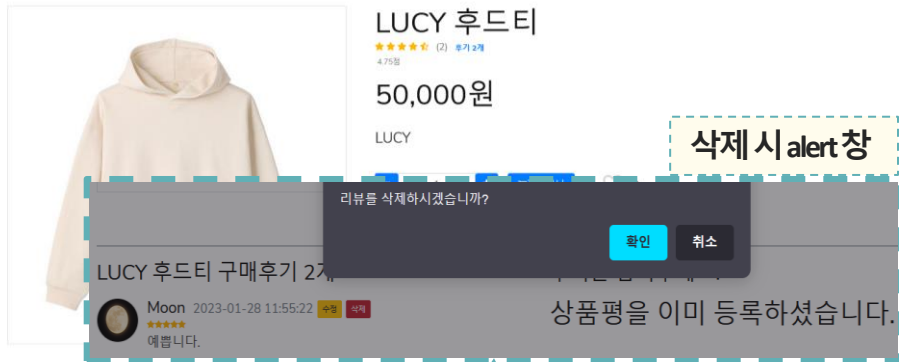 LUCY 후드티
(2) 후기 2개
4.75점
50,000원
LUCY
삭제 시 alert 창
리뷰를 삭제하시겠습니까?
확인 취소
LUCY 후드티 구매후기 2개
Moon 2023-01-28 11:55:22 수정 삭제
예쁩니다.
상품평을 이미 등록하셨습니다.